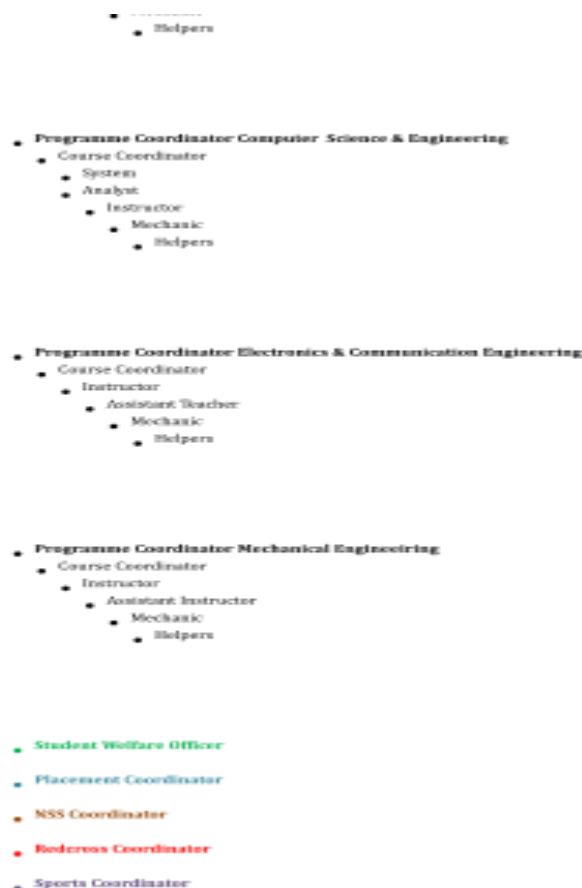 Helpers
Programme Coordinator Computer Science & Engineering
Course Coordinator
System
Analyst
Instructor
Mechanic
Helpers
Programme Coordinator Electronics & Communication Engineering
Course Coordinator
Instructor
Assistant Teacher
Mechanic
Helpers
Programme Coordinator Mechanical Engineeiring
Course Coordinator
Instructor
Assistant Instructor
Mechanic
Helpers
Student Welfare Officer
Placement Coordinator
NSS Coordinator
Redcross Coordinator
Sports Coordinator